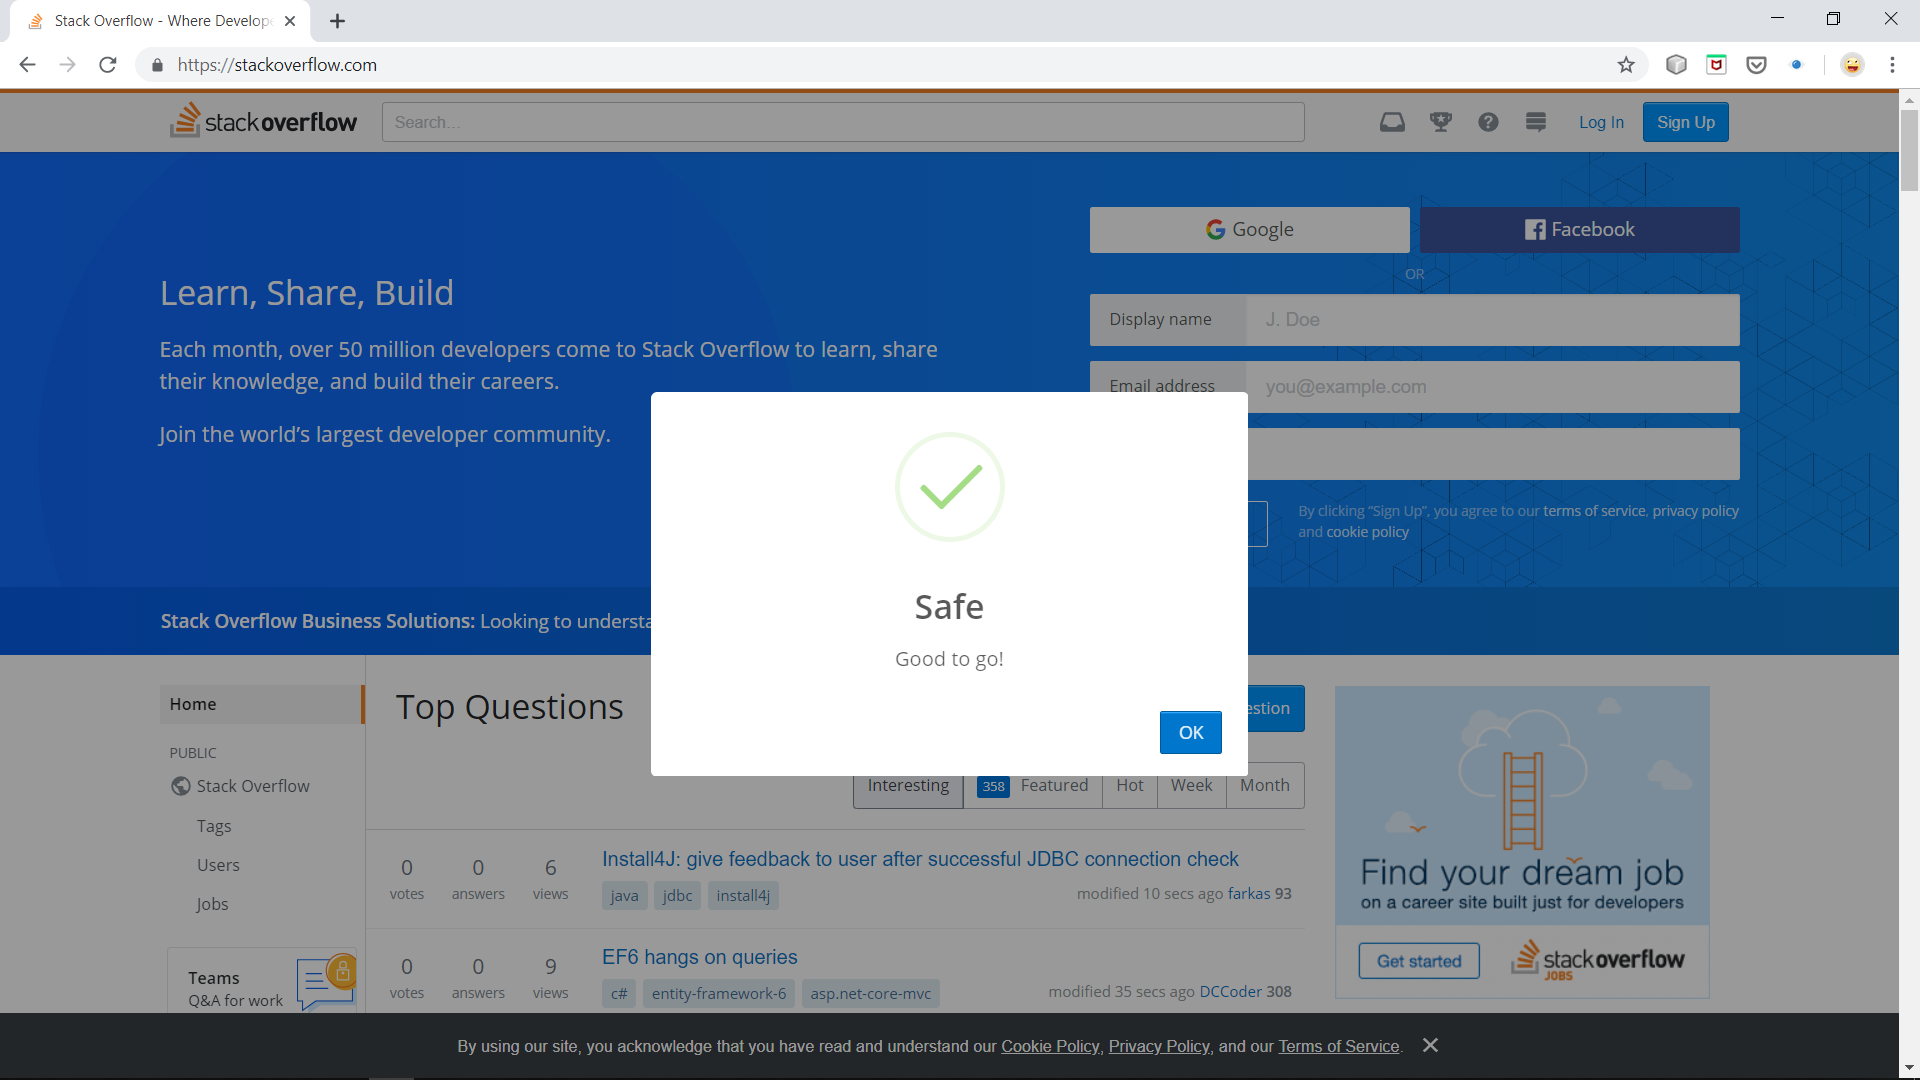 Stack Overflow - Where Develope
https://stackoverflow.com
stackoverflow
Search...
Log In
Sign Up
Google
Facebook
OR
Learn, Share, Build
Display name
J. Doe
Each month, over 50 million developers come to Stack Overflow to learn, share
their knowledge, and build their careers.
Email address
you@example.com
Join the world's largest developer community.
By clicking “Sign Up”, you agree to our terms of service, privacy policy
and cookie policy
Safe
Good to go!
OK
Stack Overflow Business Solutions: Looking to understa
Home
PUBLIC
Stack Overflow
Tags
Users
Jobs
Teams
Q&A for work
Top Questions
estion
Interesting
358 Featured
Hot
Week
Month
0 votes
0 answers
6 views
Install4J: give feedback to user after successful JDBC connection check
java jdbc install4j
modified 10 secs ago farkas 93
0 votes
0 answers
9 views
EF6 hangs on queries
c# entity-framework-6 asp.net-core-mvc
modified 35 secs ago DCCoder 308
Find your dream job
on a career site built just for developers
Get started
stackoverflow
JOBS
By using our site, you acknowledge that you have read and understand our Cookie Policy, Privacy Policy, and our Terms of Service.